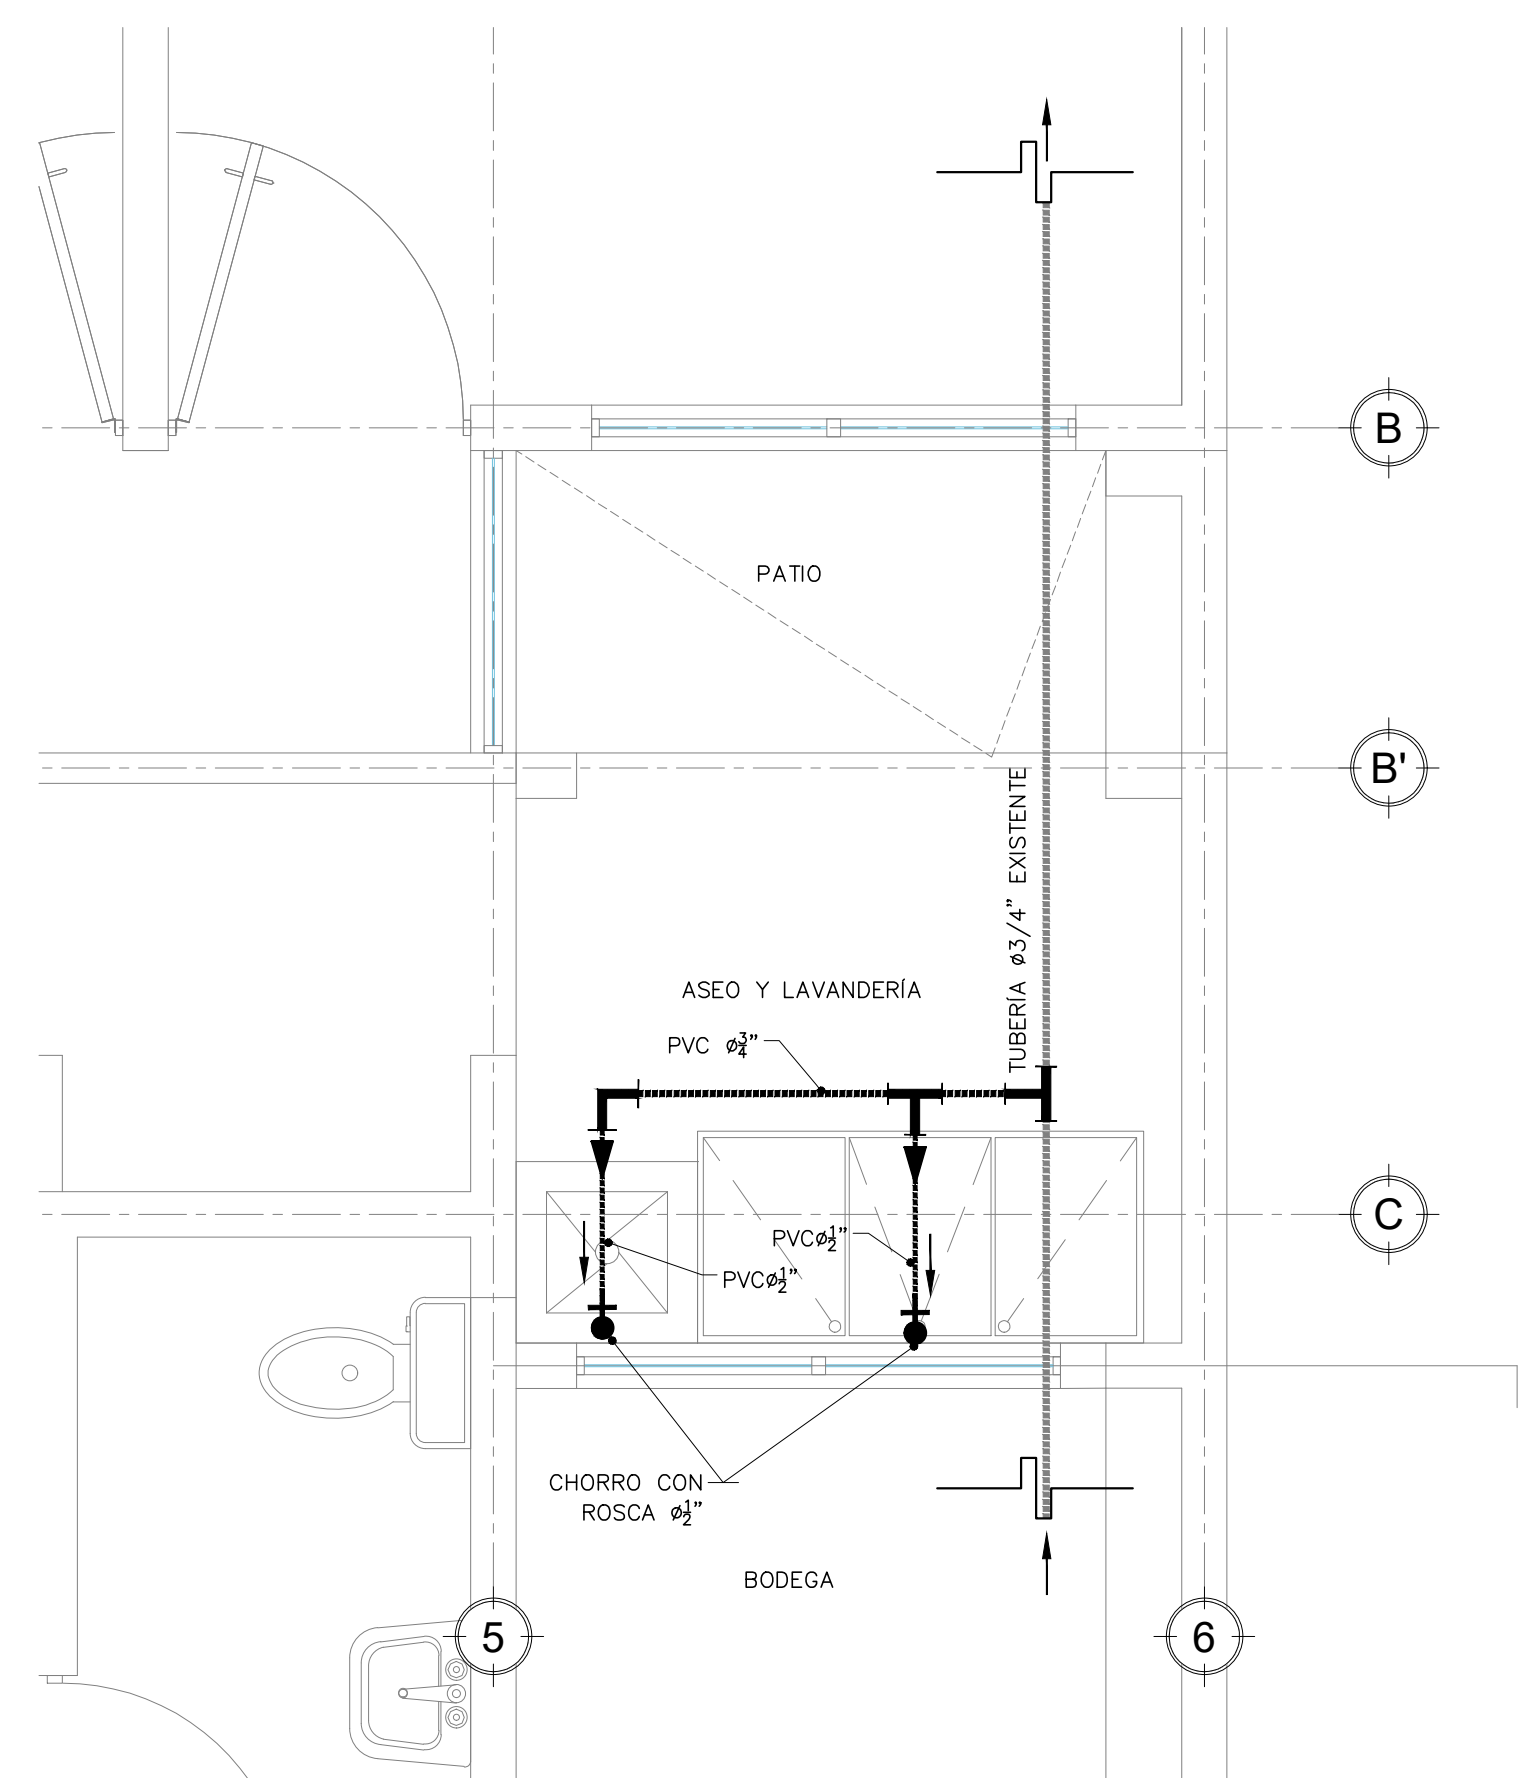 B
PATIO
B'
TUBERÍA ø3/4" EXISTENTE
ASEO Y LAVANDERÍA
PVC ø3/4"
C
PVCø1/2"
PVCø1/2"
CHORRO CON
ROSCA ø1/2"
BODEGA
5
6